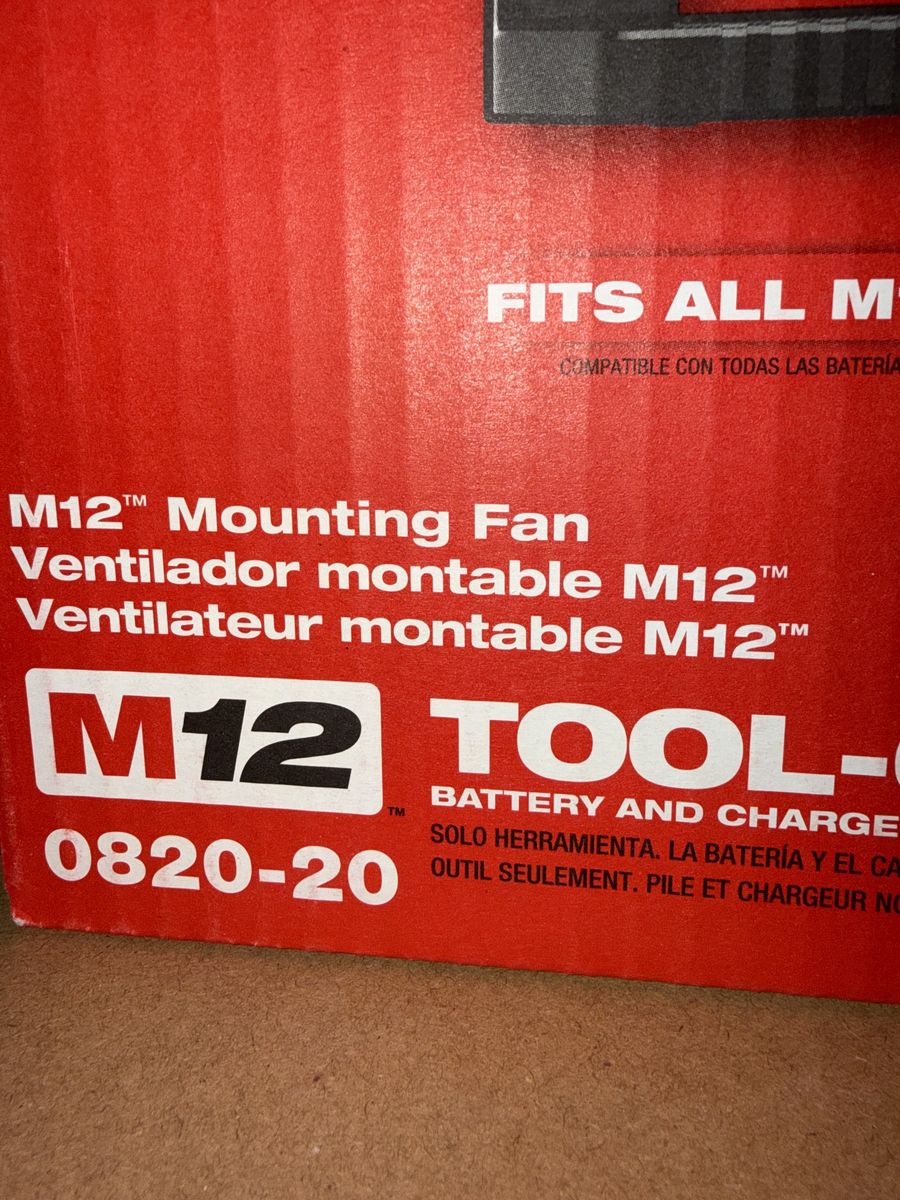 FITS ALL M
COMPATIBLE CON TODAS LAS
M12™ Mounting Fan
Ventilador montable M12™
Ventilateur montable M12™
M12™
TOOL-
BATTERY AND
0820-20
SOLO HERRAMIENTA. LA BATERÍA Y EL
OUTIL SEULEMENT. PILE ET CHARGEUR